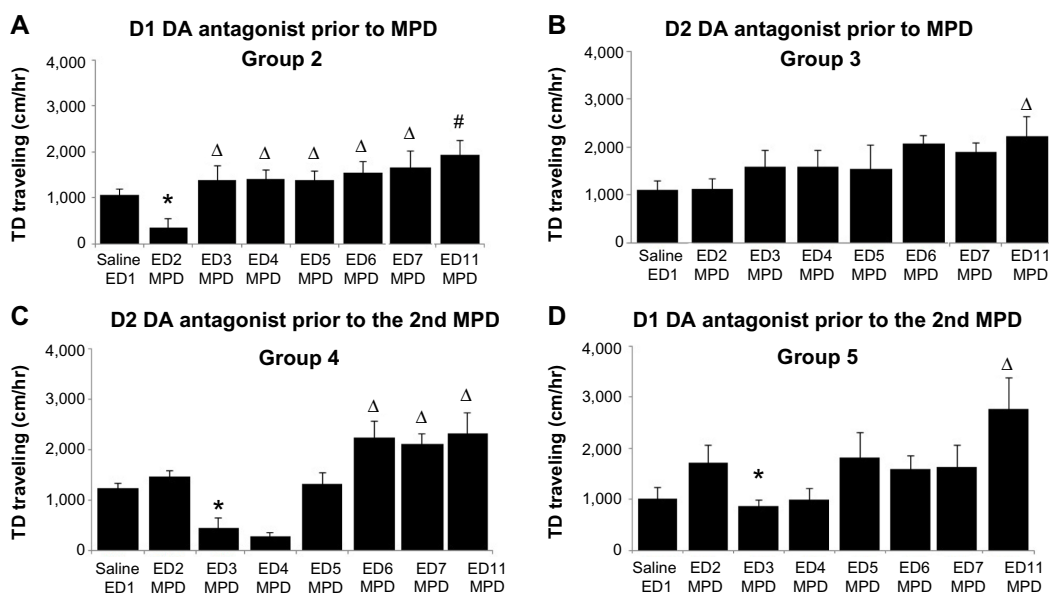 A
D1 DA antagonist prior to MPD
Group 2
TD traveling (cm/hr)
4,000
3,000
2,000
1,000
0
*
Δ
Δ
Δ
Δ
Δ
#
Saline ED2 ED3 ED4 ED5 ED6 ED7 ED11
ED1 MPD MPD MPD MPD MPD MPD MPD
B
D2 DA antagonist prior to MPD
Group 3
TD traveling (cm/hr)
4,000
3,000
2,000
1,000
0
Δ
Saline ED2 ED3 ED4 ED5 ED6 ED7 ED11
ED1 MPD MPD MPD MPD MPD MPD MPD
C
D2 DA antagonist prior to the 2nd MPD
Group 4
TD traveling (cm/hr)
4,000
3,000
2,000
1,000
0
*
Δ
Δ
Δ
Saline ED2 ED3 ED4 ED5 ED6 ED7 ED11
ED1 MPD MPD MPD MPD MPD MPD MPD
D
D1 DA antagonist prior to the 2nd MPD
Group 5
TD traveling (cm/hr)
4,000
3,000
2,000
1,000
0
*
Δ
Saline ED2 ED3 ED4 ED5 ED6 ED7 ED11
ED1 MPD MPD MPD MPD MPD MPD MPD